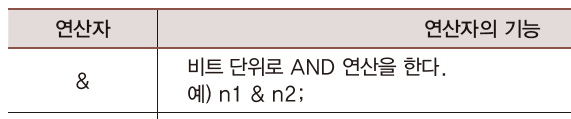 연산자 연산자의 기능
& 비트 단위로 AND 연산을 한다.
예) n1 & n2;